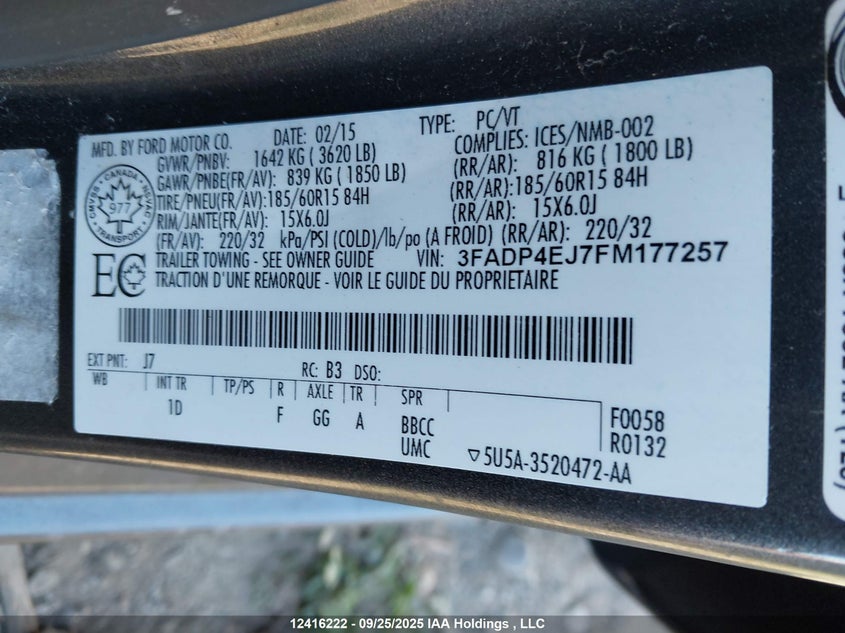 MFD. BY FORD MOTOR CO. DATE: 02/15 TYPE: PC/VT
GVWR/PNBV: 1642 KG ( 3620 LB) COMPLIES: ICES/NMB-002
GAWR/PNBE(FR/AV): 839 KG ( 1850 LB) (RR/AR): 816 KG ( 1800 LB)
TIRE/PNEU(FR/AV): 185/60R15 84H (RR/AR): 185/60R15 84H
RIM/JANTE(FR/AV): 15X6.0J (RR/AR): 15X6.0J
(FR/AV): 220/32 kPa/PSI (COLD)/lb/po (A FROID) (RR/AR): 220/32
TRAILER TOWING - SEE OWNER GUIDE VIN: 3FADP4EJ7FM177257
TRACTION D'UNE REMORQUE - VOIR LE GUIDE DU PROPRIETAIRE
CMVSS - CANADA - NSVAC
977
TRANSPORT
EC
EXT PNT: J7 RC: B3 DSO:
WB INT TR TP/PS R AXLE TR SPR
1D F GG A BBCC F0058
UMC R0132
▽5U5A-3520472-AA
12416222 - 09/25/2025 IAA Holdings , LLC